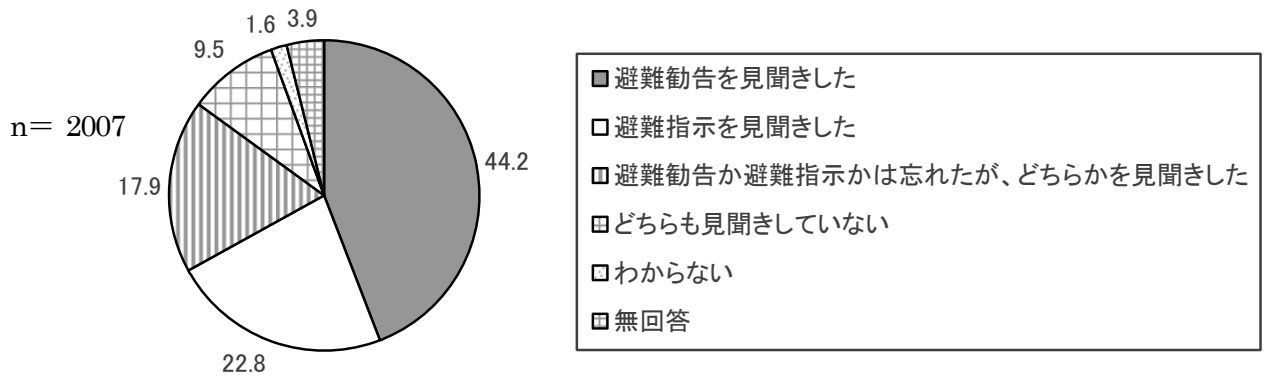 1.6 3.9
9.5
n= 2007
44.2
17.9
22.8
避難勧告を見聞きした
避難指示を見聞きした
避難勧告か避難指示かは忘れたが、どちらかを見聞きした
どちらも見聞きしていない
わからない
無回答